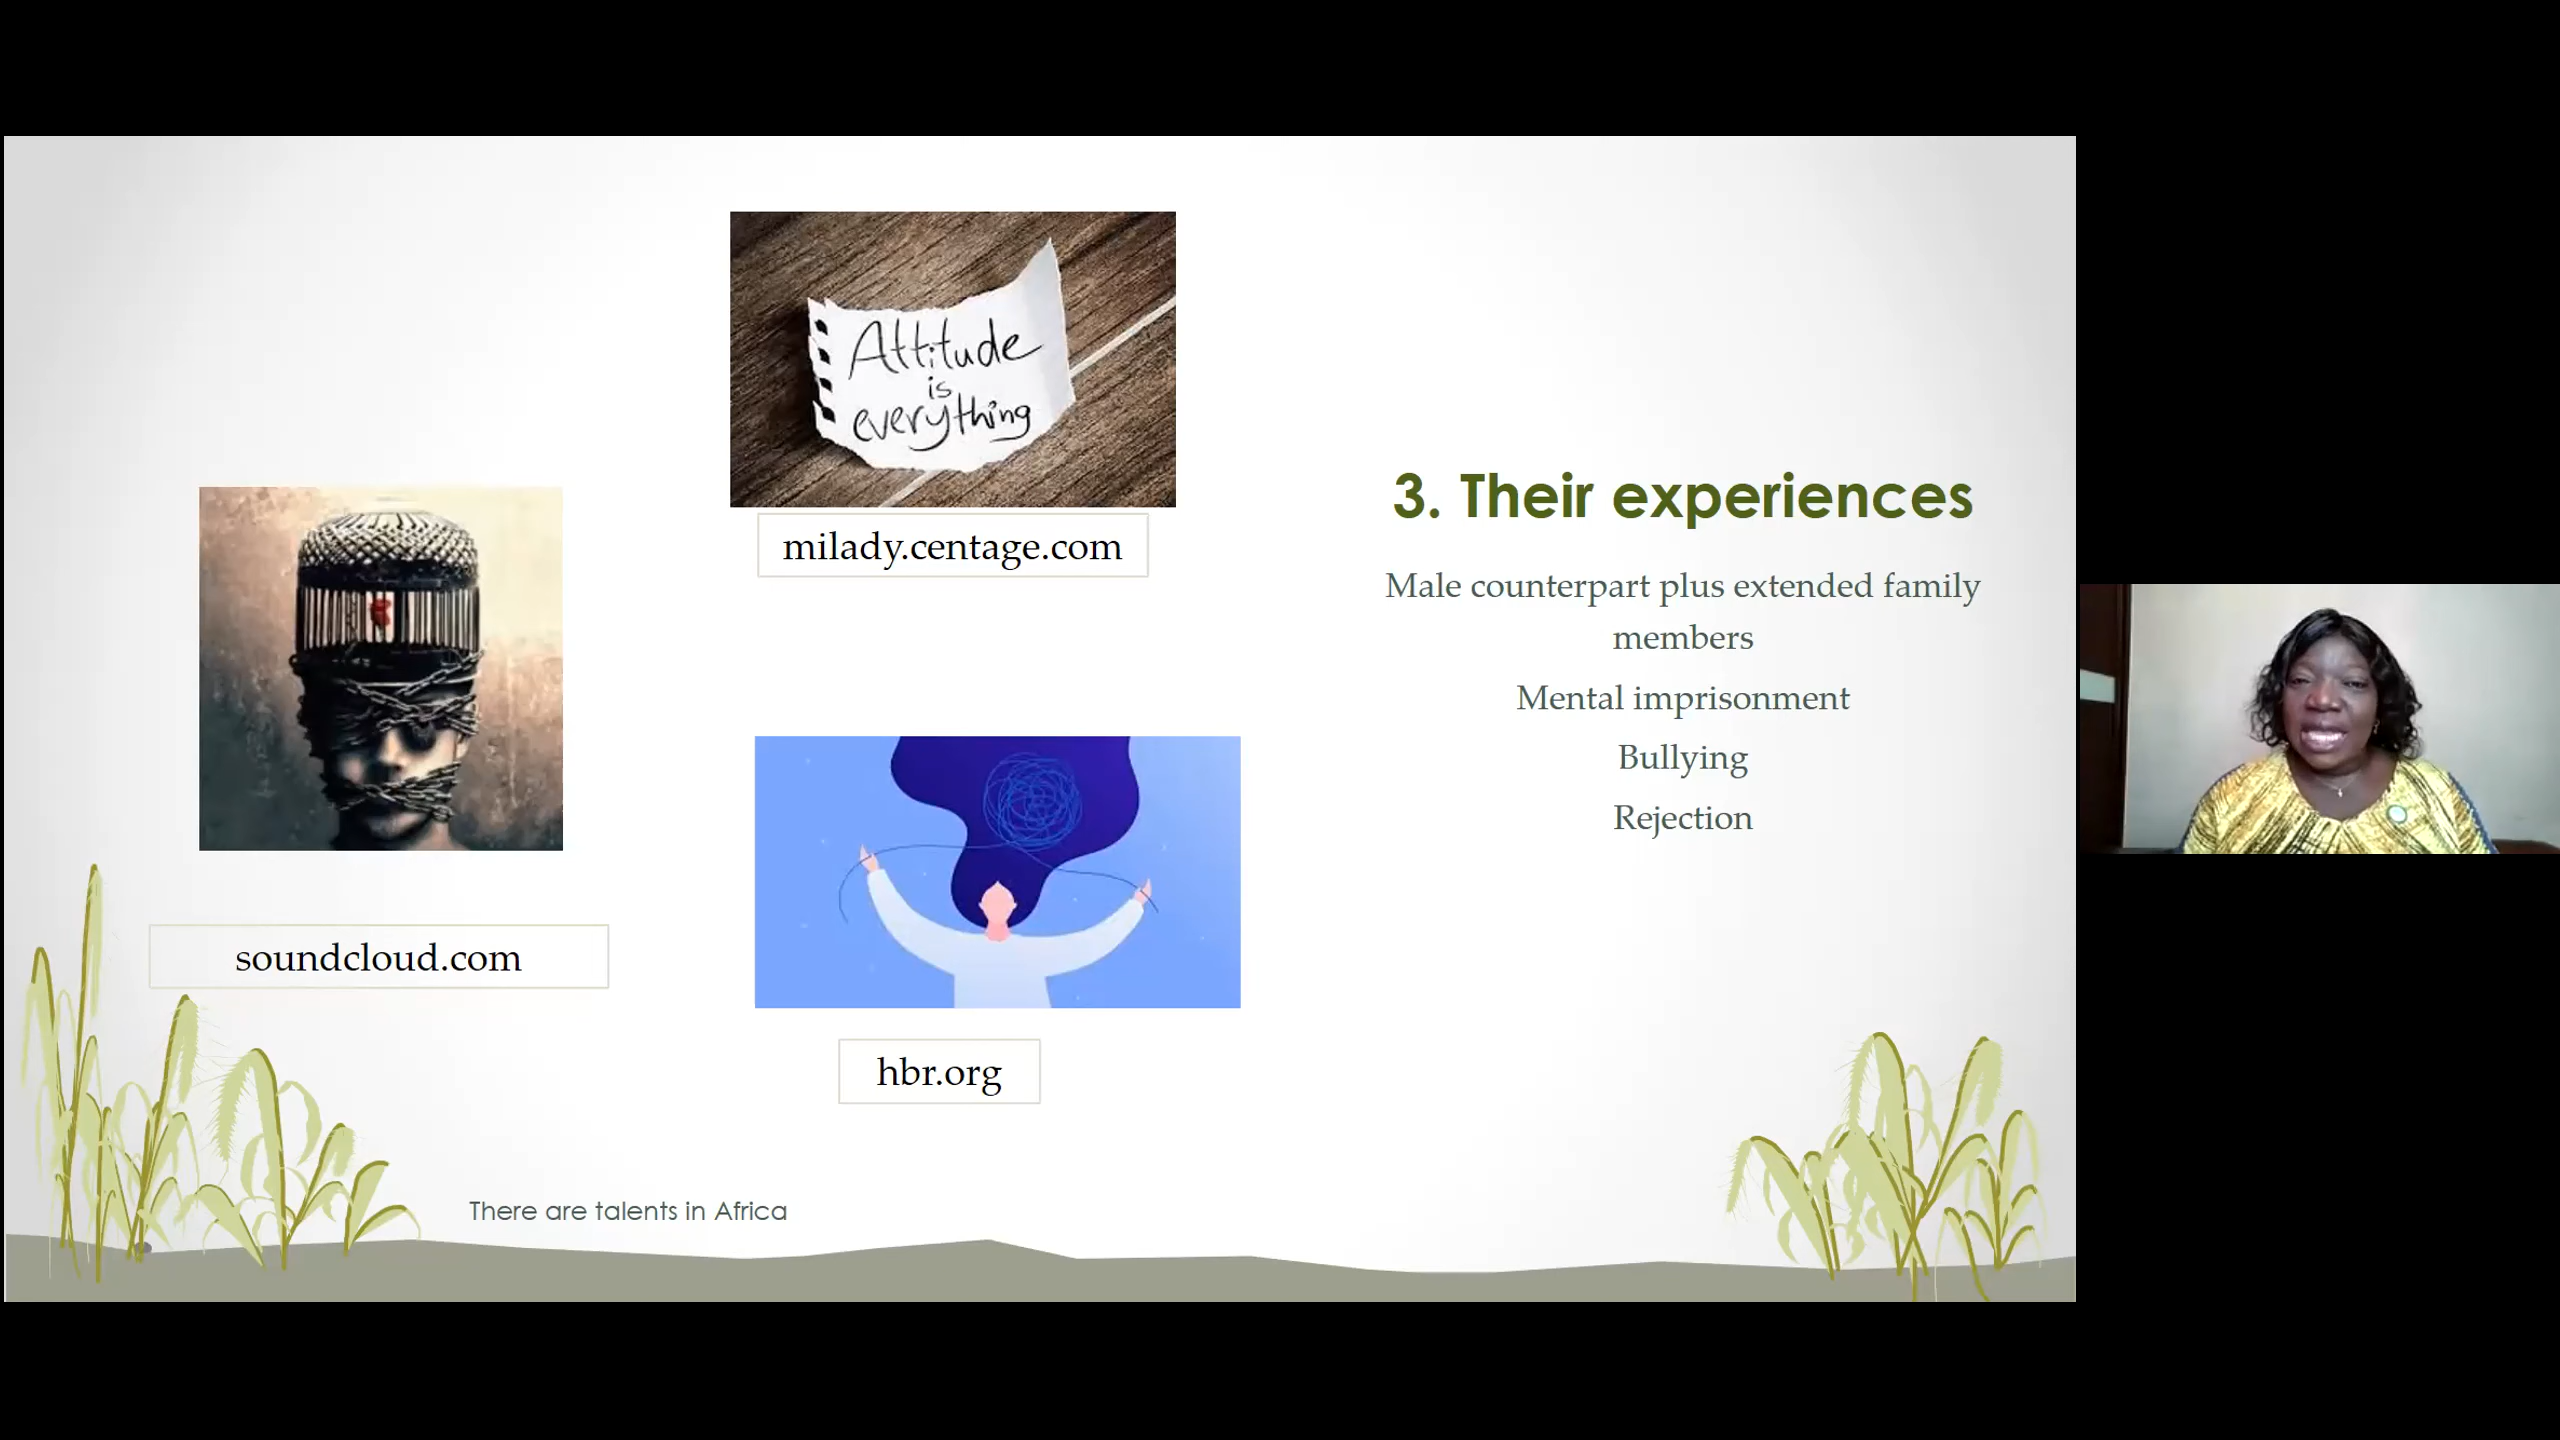 Attitude
is
everything
milady.centage.com
soundcloud.com
hbr.org
3. Their experiences
Male counterpart plus extended family
members
Mental imprisonment
Bullying
Rejection
There are talents in Africa